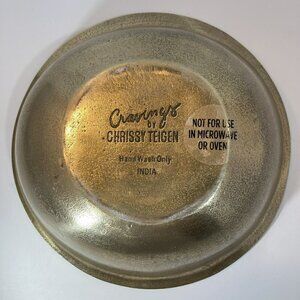 Cravings
BY
CHRISSY TEIGEN
Hand Wash Only
INDIA
NOT FOR USE
IN MICROWAVE
OR OVEN